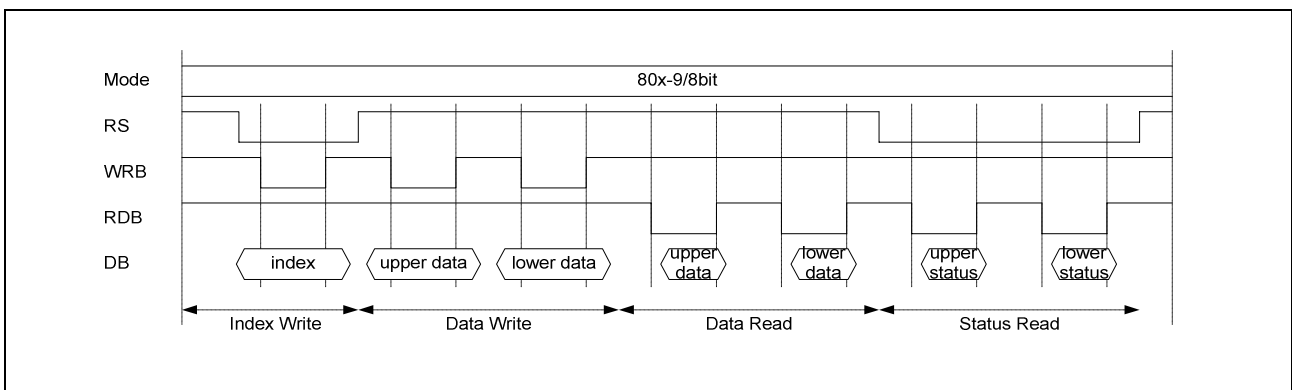 Mode
80x-9/8bit
RS
WRB
RDB
DB
index
upper data
lower data
upper
data
lower
data
upper
status
lower
status
Index Write
Data Write
Data Read
Status Read